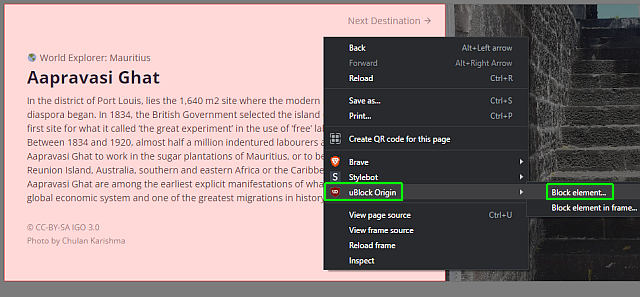 Next Destination →
World Explorer: Mauritius
Aapravasi Ghat
In the district of Port Louis, lies the 1,640 m2 site where the modern
diaspora began. In 1834, the British Government selected the island
first site for what it called 'the great experiment' in the use of 'free' la
Between 1834 and 1920, almost half a million indentured labourers a
Aapravasi Ghat to work in the sugar plantations of Mauritius, or to be
Reunion Island, Australia, southern and eastern Africa or the Caribbe
Aapravasi Ghat are among the earliest explicit manifestations of wha
global economic system and one of the greatest migrations in history
© CC-BY-SA IGO 3.0
Photo by Chulan Karishma
Back Alt+Left arrow
Forward Alt+Right Arrow
Reload Ctrl+R
Save as... Ctrl+S
Print... Ctrl+P
Create QR code for this page
Brave
S Stylebot
uBlock Origin
View page source Ctrl+U
View frame source
Reload frame
Inspect
Block element...
Block element in frame...